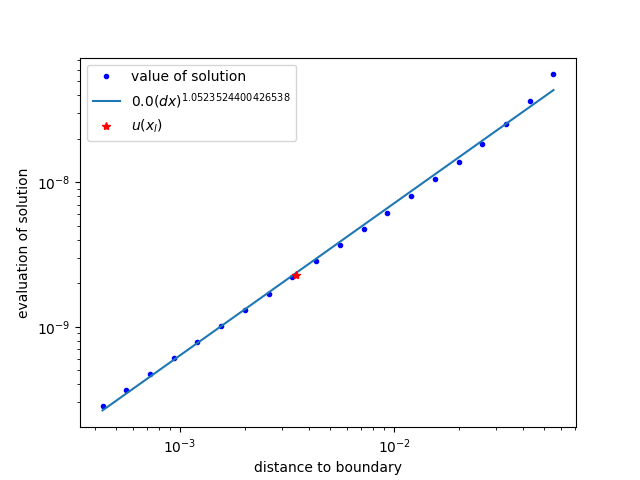 value of solution
0.0(dx)^1.0523524400426538
u(x_l)
10^−8
10^−9
evaluation of solution
10^−3
10^−2
distance to boundary